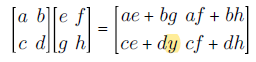 [a b; c d] [e f; g h] = [ae + bg af + bh; ce + dy cf + dh]